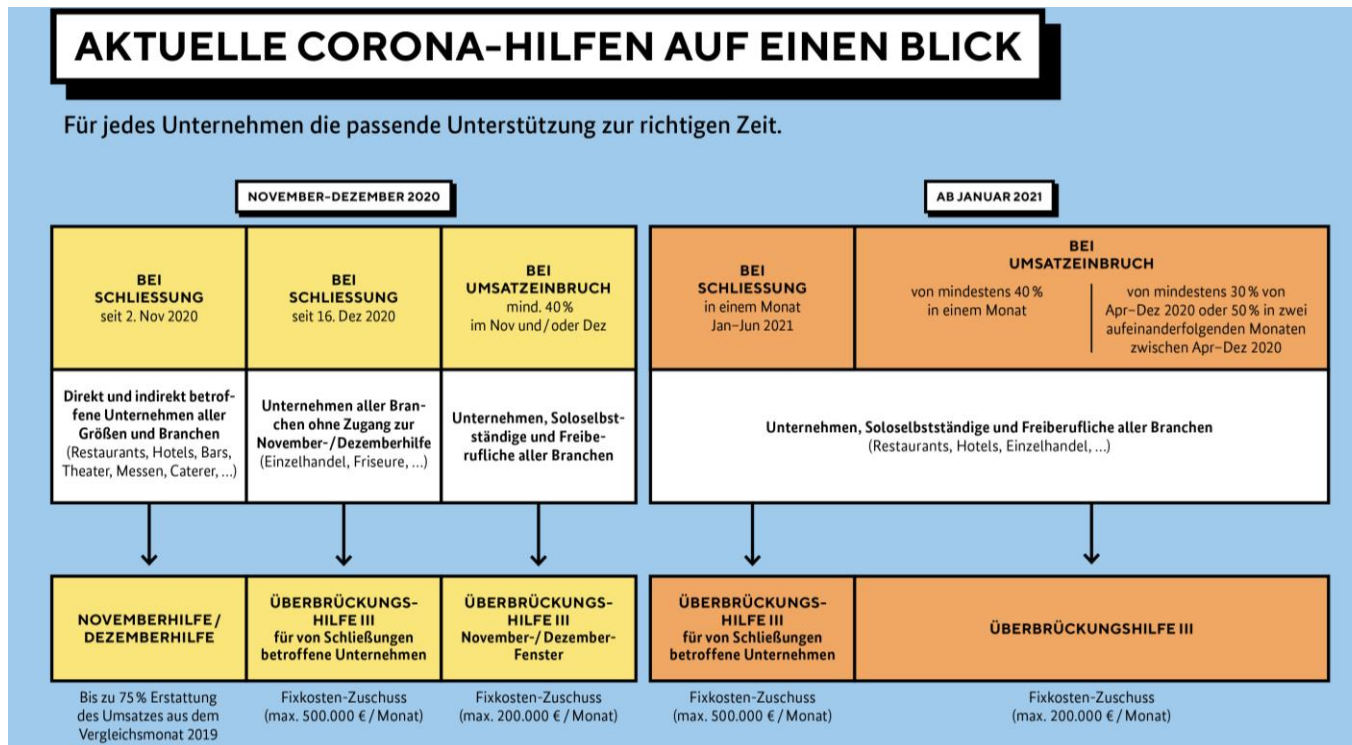 AKTUELLE CORONA-HILFEN AUF EINEN BLICK
Für jedes Unternehmen die passende Unterstützung zur richtigen Zeit.
NOVEMBER–DEZEMBER 2020
BEI
SCHLIESSUNG
seit 2. Nov 2020
BEI
SCHLIESSUNG
seit 16. Dez 2020
BEI
UMSATZEINBRUCH
mind. 40 %
im Nov und/oder Dez
Direkt und indirekt betrof-
fene Unternehmen aller
Größen und Branchen
(Restaurants, Hotels, Bars,
Theater, Messen, Caterer, ...)
Unternehmen aller Bran-
chen ohne Zugang zur
November-/Dezemberhilfe
(Einzelhandel, Friseure, ...)
Unternehmen, Soloselbst-
ständige und Freibe-
rufliche aller Branchen
NOVEMBERHILFE/
DEZEMBERHILFE
ÜBERBRÜCKUNGS-
HILFE III
für von Schließungen
betroffene Unternehmen
ÜBERBRÜCKUNGS-
HILFE III
November-/Dezember-
Fenster
Bis zu 75 % Erstattung
des Umsatzes aus dem
Vergleichsmonat 2019
Fixkosten-Zuschuss
(max. 500.000 € / Monat)
Fixkosten-Zuschuss
(max. 200.000 € / Monat)
AB JANUAR 2021
BEI
SCHLIESSUNG
in einem Monat
Jan–Jun 2021
BEI
UMSATZEINBRUCH
von mindestens 40 %
in einem Monat
von mindestens 30 % von
Apr–Dez 2020 oder 50 % in zwei
aufeinanderfolgenden Monaten
zwischen Apr–Dez 2020
Unternehmen, Soloselbstständige und Freiberufliche aller Branchen
(Restaurants, Hotels, Einzelhandel, ...)
ÜBERBRÜCKUNGS-
HILFE III
für von Schließungen
betroffene Unternehmen
ÜBERBRÜCKUNGSHILFE III
Fixkosten-Zuschuss
(max. 500.000 € / Monat)
Fixkosten-Zuschuss
(max. 200.000 € / Monat)